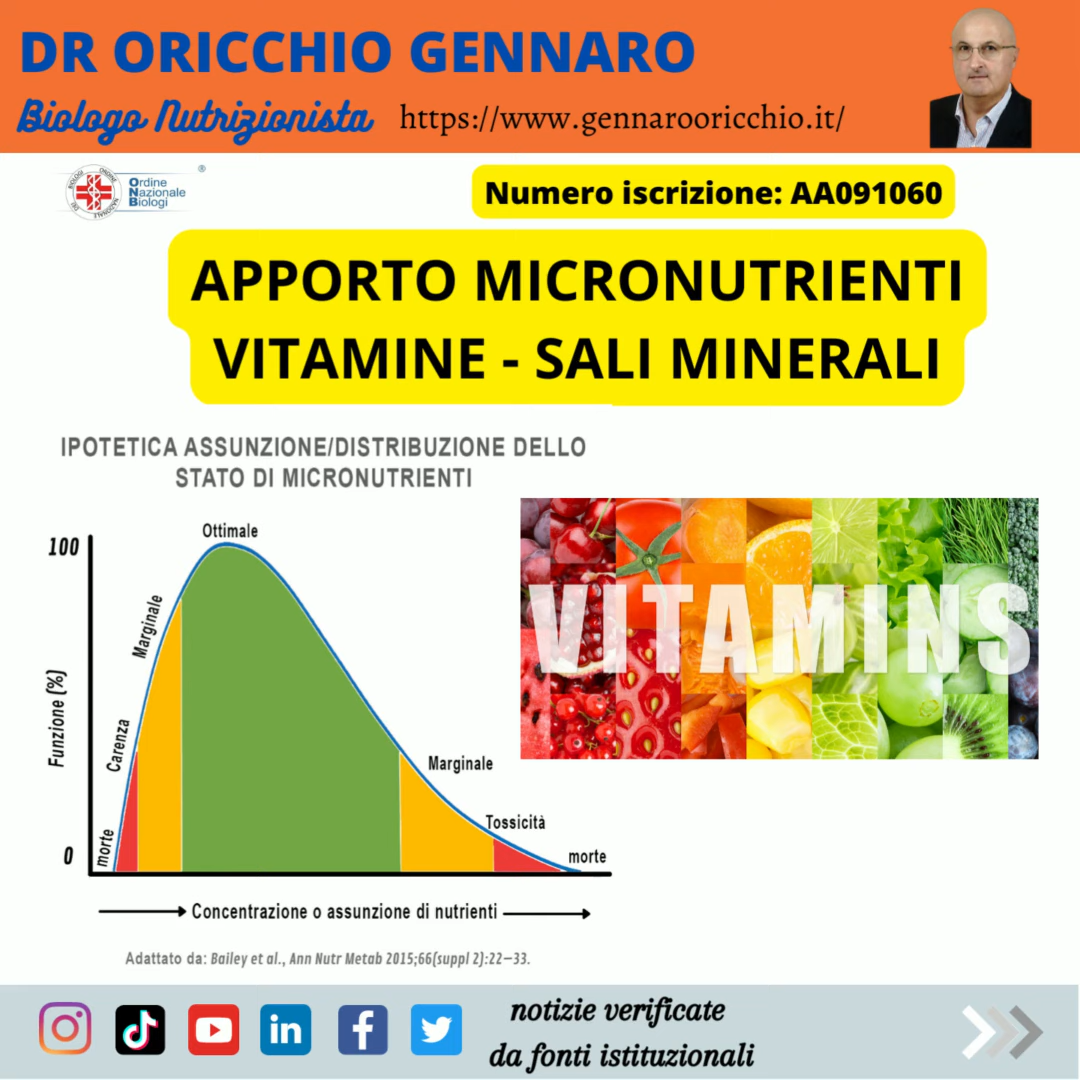 DR ORICCHIO GENNARO
Biologo Nutrizionista https://www.gennarooricchio.it/
Ordine
Nazionale
Biologi
®
Numero iscrizione: AA091060
APPORTO MICRONUTRIENTI
VITAMINE - SALI MINERALI
IPOTETICA ASSUNZIONE/DISTRIBUZIONE DELLO
STATO DI MICRONUTRIENTI
Ottimale
100
Marginale
Funzione (%)
Carenza
Marginale
Tossicità
morte
0
morte
Concentrazione o assunzione di nutrienti
Adattato da: Bailey et al., Ann Nutr Metab 2015;66(suppl 2):22–33.
VITAMINS
notizie verificate
da fonti istituzionali